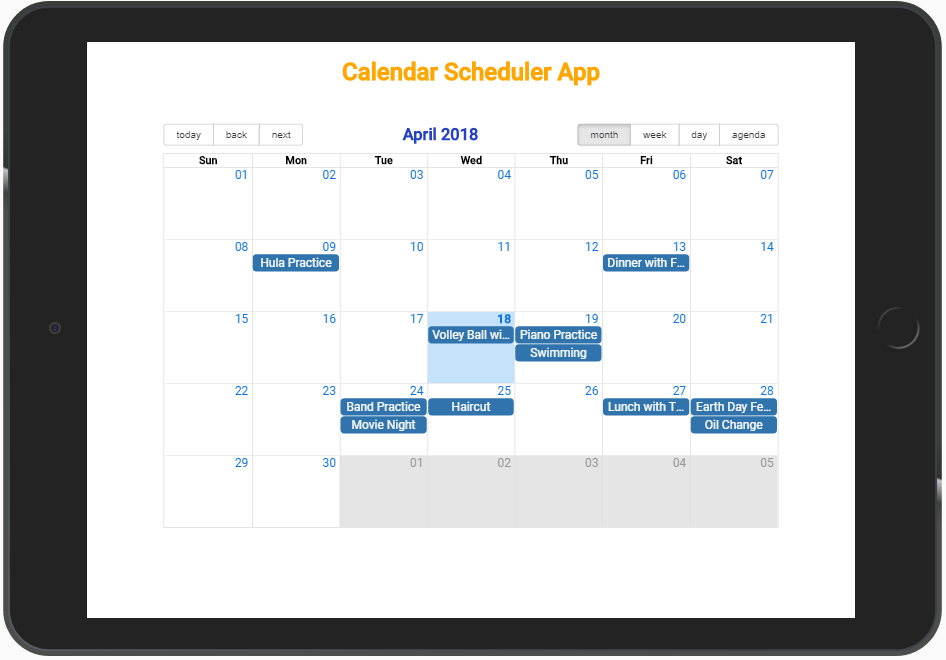 Calendar Scheduler App
today back next April 2018 month week day agenda
Sun Mon Tue Wed Thu Fri Sat
01 02 03 04 05 06 07
08 09 10 11 12 13 14
Hula Practice Dinner with F...
15 16 17 18 19 20 21
Volley Ball wi... Piano Practice
Swimming
22 23 24 25 26 27 28
Band Practice Haircut Lunch with T... Earth Day Fe...
Movie Night Oil Change
29 30 01 02 03 04 05